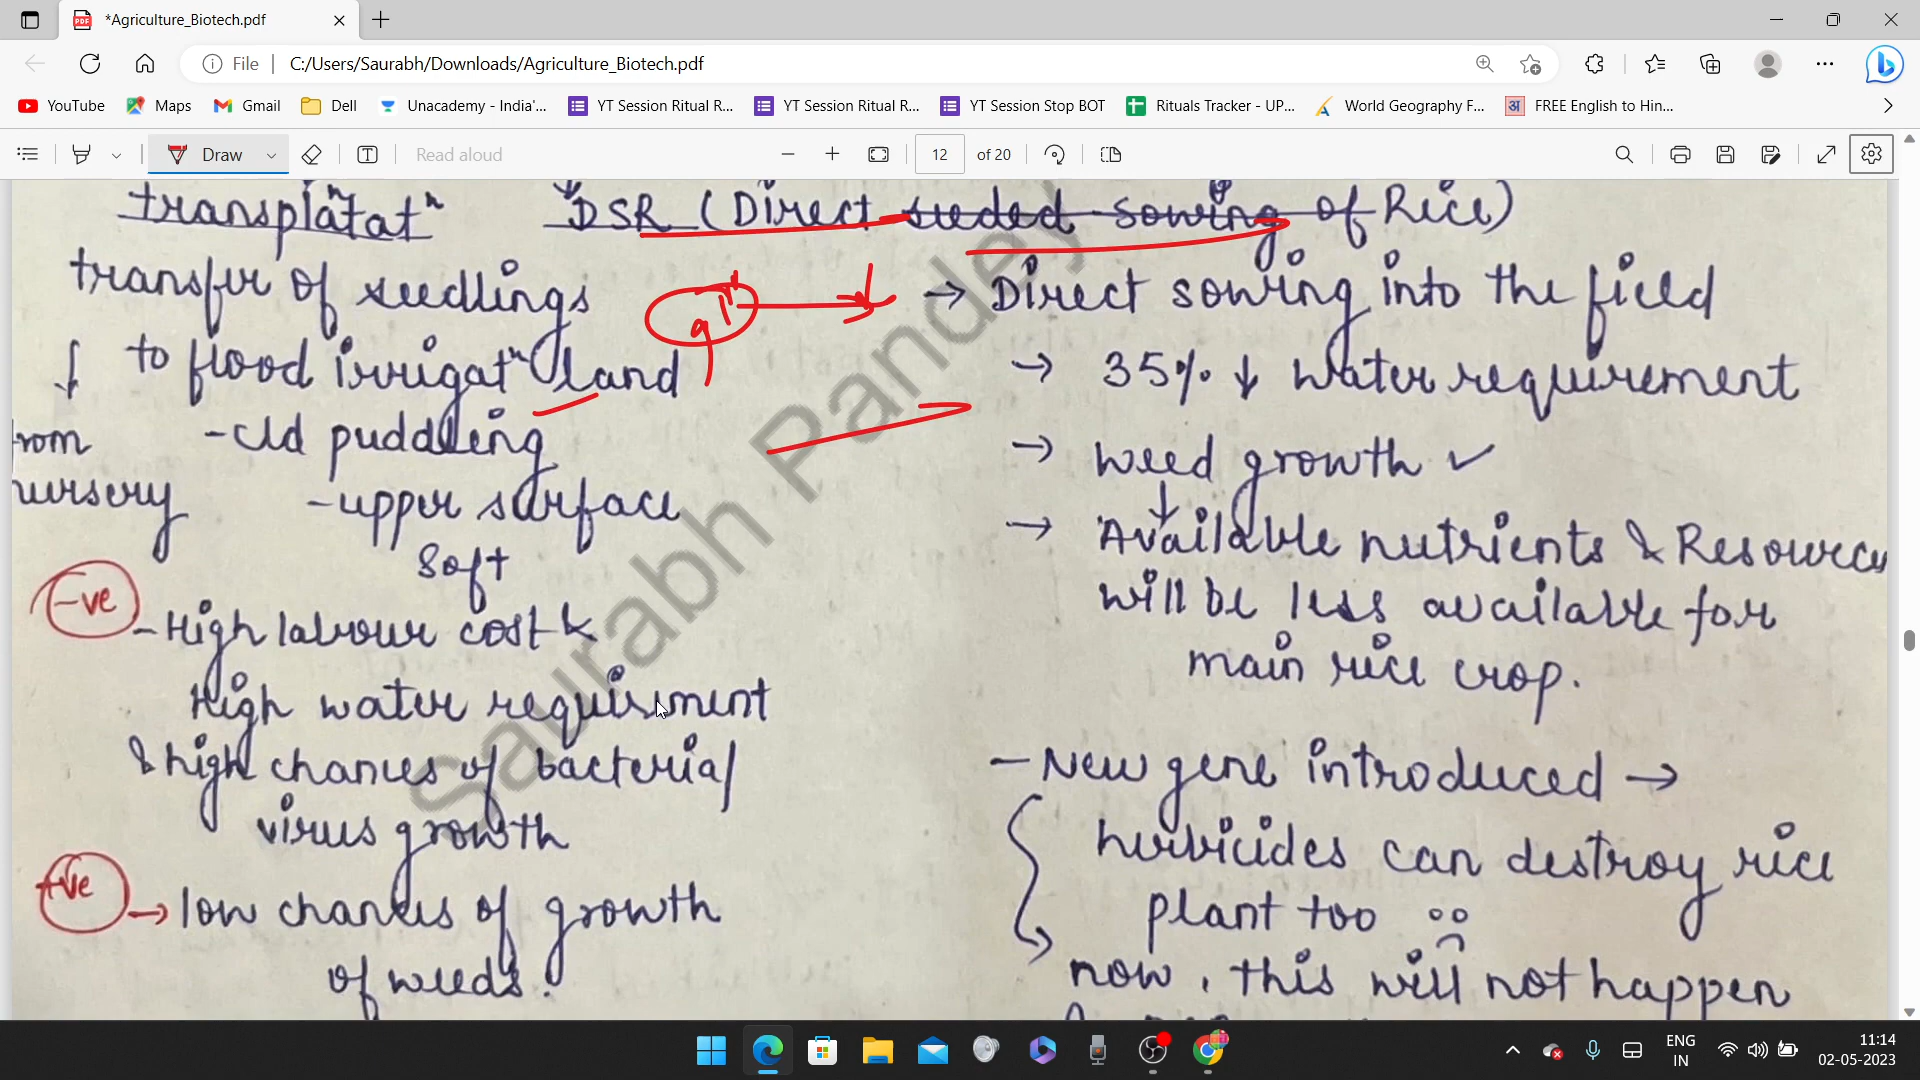 *Agriculture_Biotech.pdf
File
C:/Users/Saurabh/Downloads/Agriculture_Biotech.pdf
YouTube
Maps
Gmail
Dell
Unacademy - India'...
YT Session Ritual R...
YT Session Ritual R...
YT Session Stop BOT
Rituals Tracker - UP...
World Geography F...
FREE English to Hin...
Draw
Read aloud
12 of 20
transplatatⁿ
transfer of seedlings
to flood irrigatⁿ land
from nursery
- cld puddling
- upper surface
soft
-ve
- High labour cost &
High water requirement
& high chances of bacterial
virus growth
+ve
→ low chances of growth
of weeds.
DSR (Direct seeded sowing of Rice)
→ Direct sowing into the field
→ 35% ↓ water requirement
→ weed growth ✓
↓
→ Available nutrients & Resources
will be less available for
main rice crop.
- New gene introduced →
herbicides can destroy rice
plant too
now, this will not happen
Saurabh Pandey
ENG
IN
11:14
02-05-2023